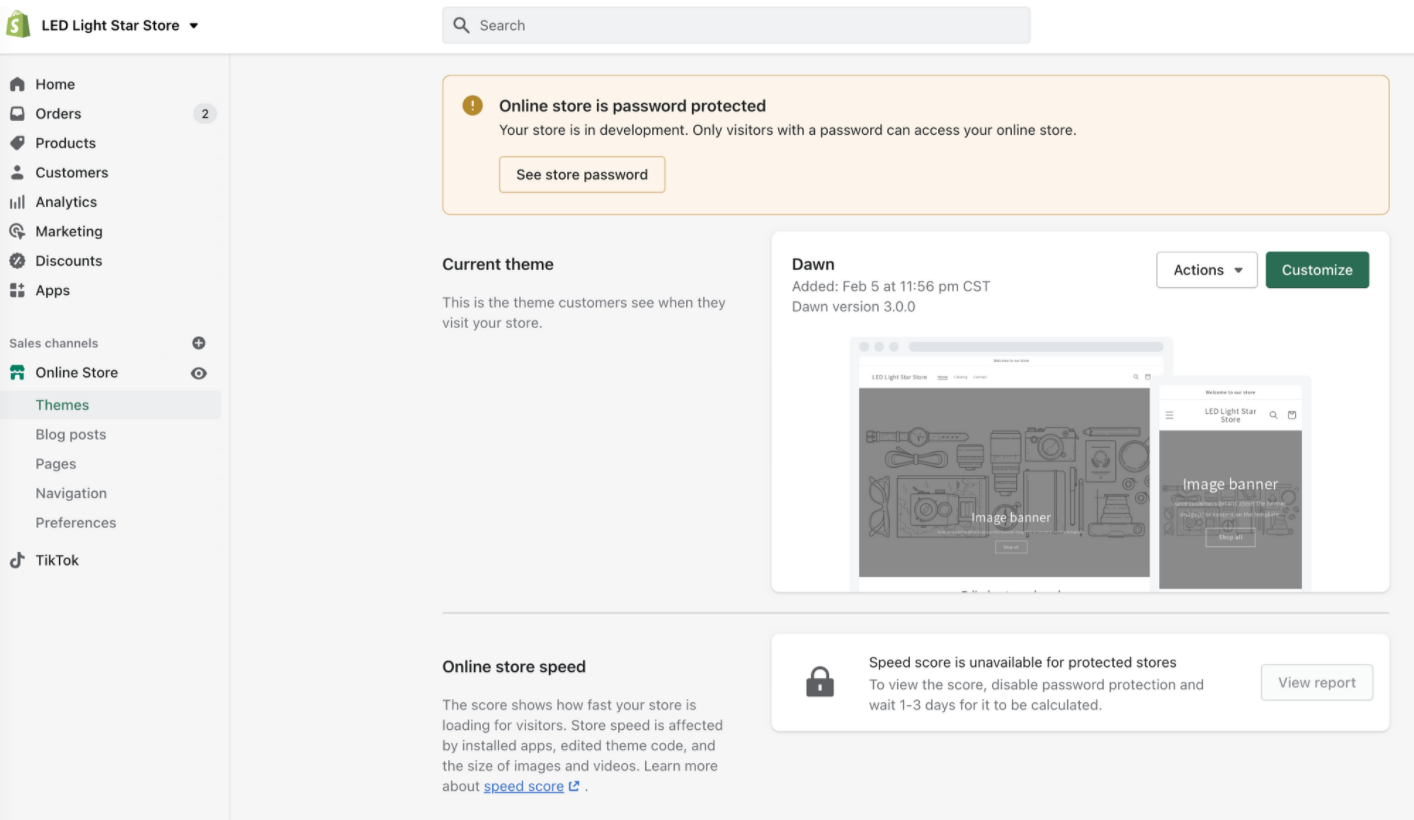 LED Light Star Store
Search
Home
Orders 2
Products
Customers
Analytics
Marketing
Discounts
Apps
Sales channels
Online Store
Themes
Blog posts
Pages
Navigation
Preferences
TikTok
Online store is password protected
Your store is in development. Only visitors with a password can access your online store.
See store password
Current theme
This is the theme customers see when they
visit your store.
Dawn
Added: Feb 5 at 11:56 pm CST
Dawn version 3.0.0
Actions
Customize
Welcome to our store
LED Light Star Store Home Catalog Contact
Image banner
Shop all
Welcome to our store
LED Light Star
Store
Image banner
Shop all
Online store speed
The score shows how fast your store is
loading for visitors. Store speed is affected
by installed apps, edited theme code, and
the size of images and videos. Learn more
about speed score .
Speed score is unavailable for protected stores
To view the score, disable password protection and
wait 1-3 days for it to be calculated.
View report